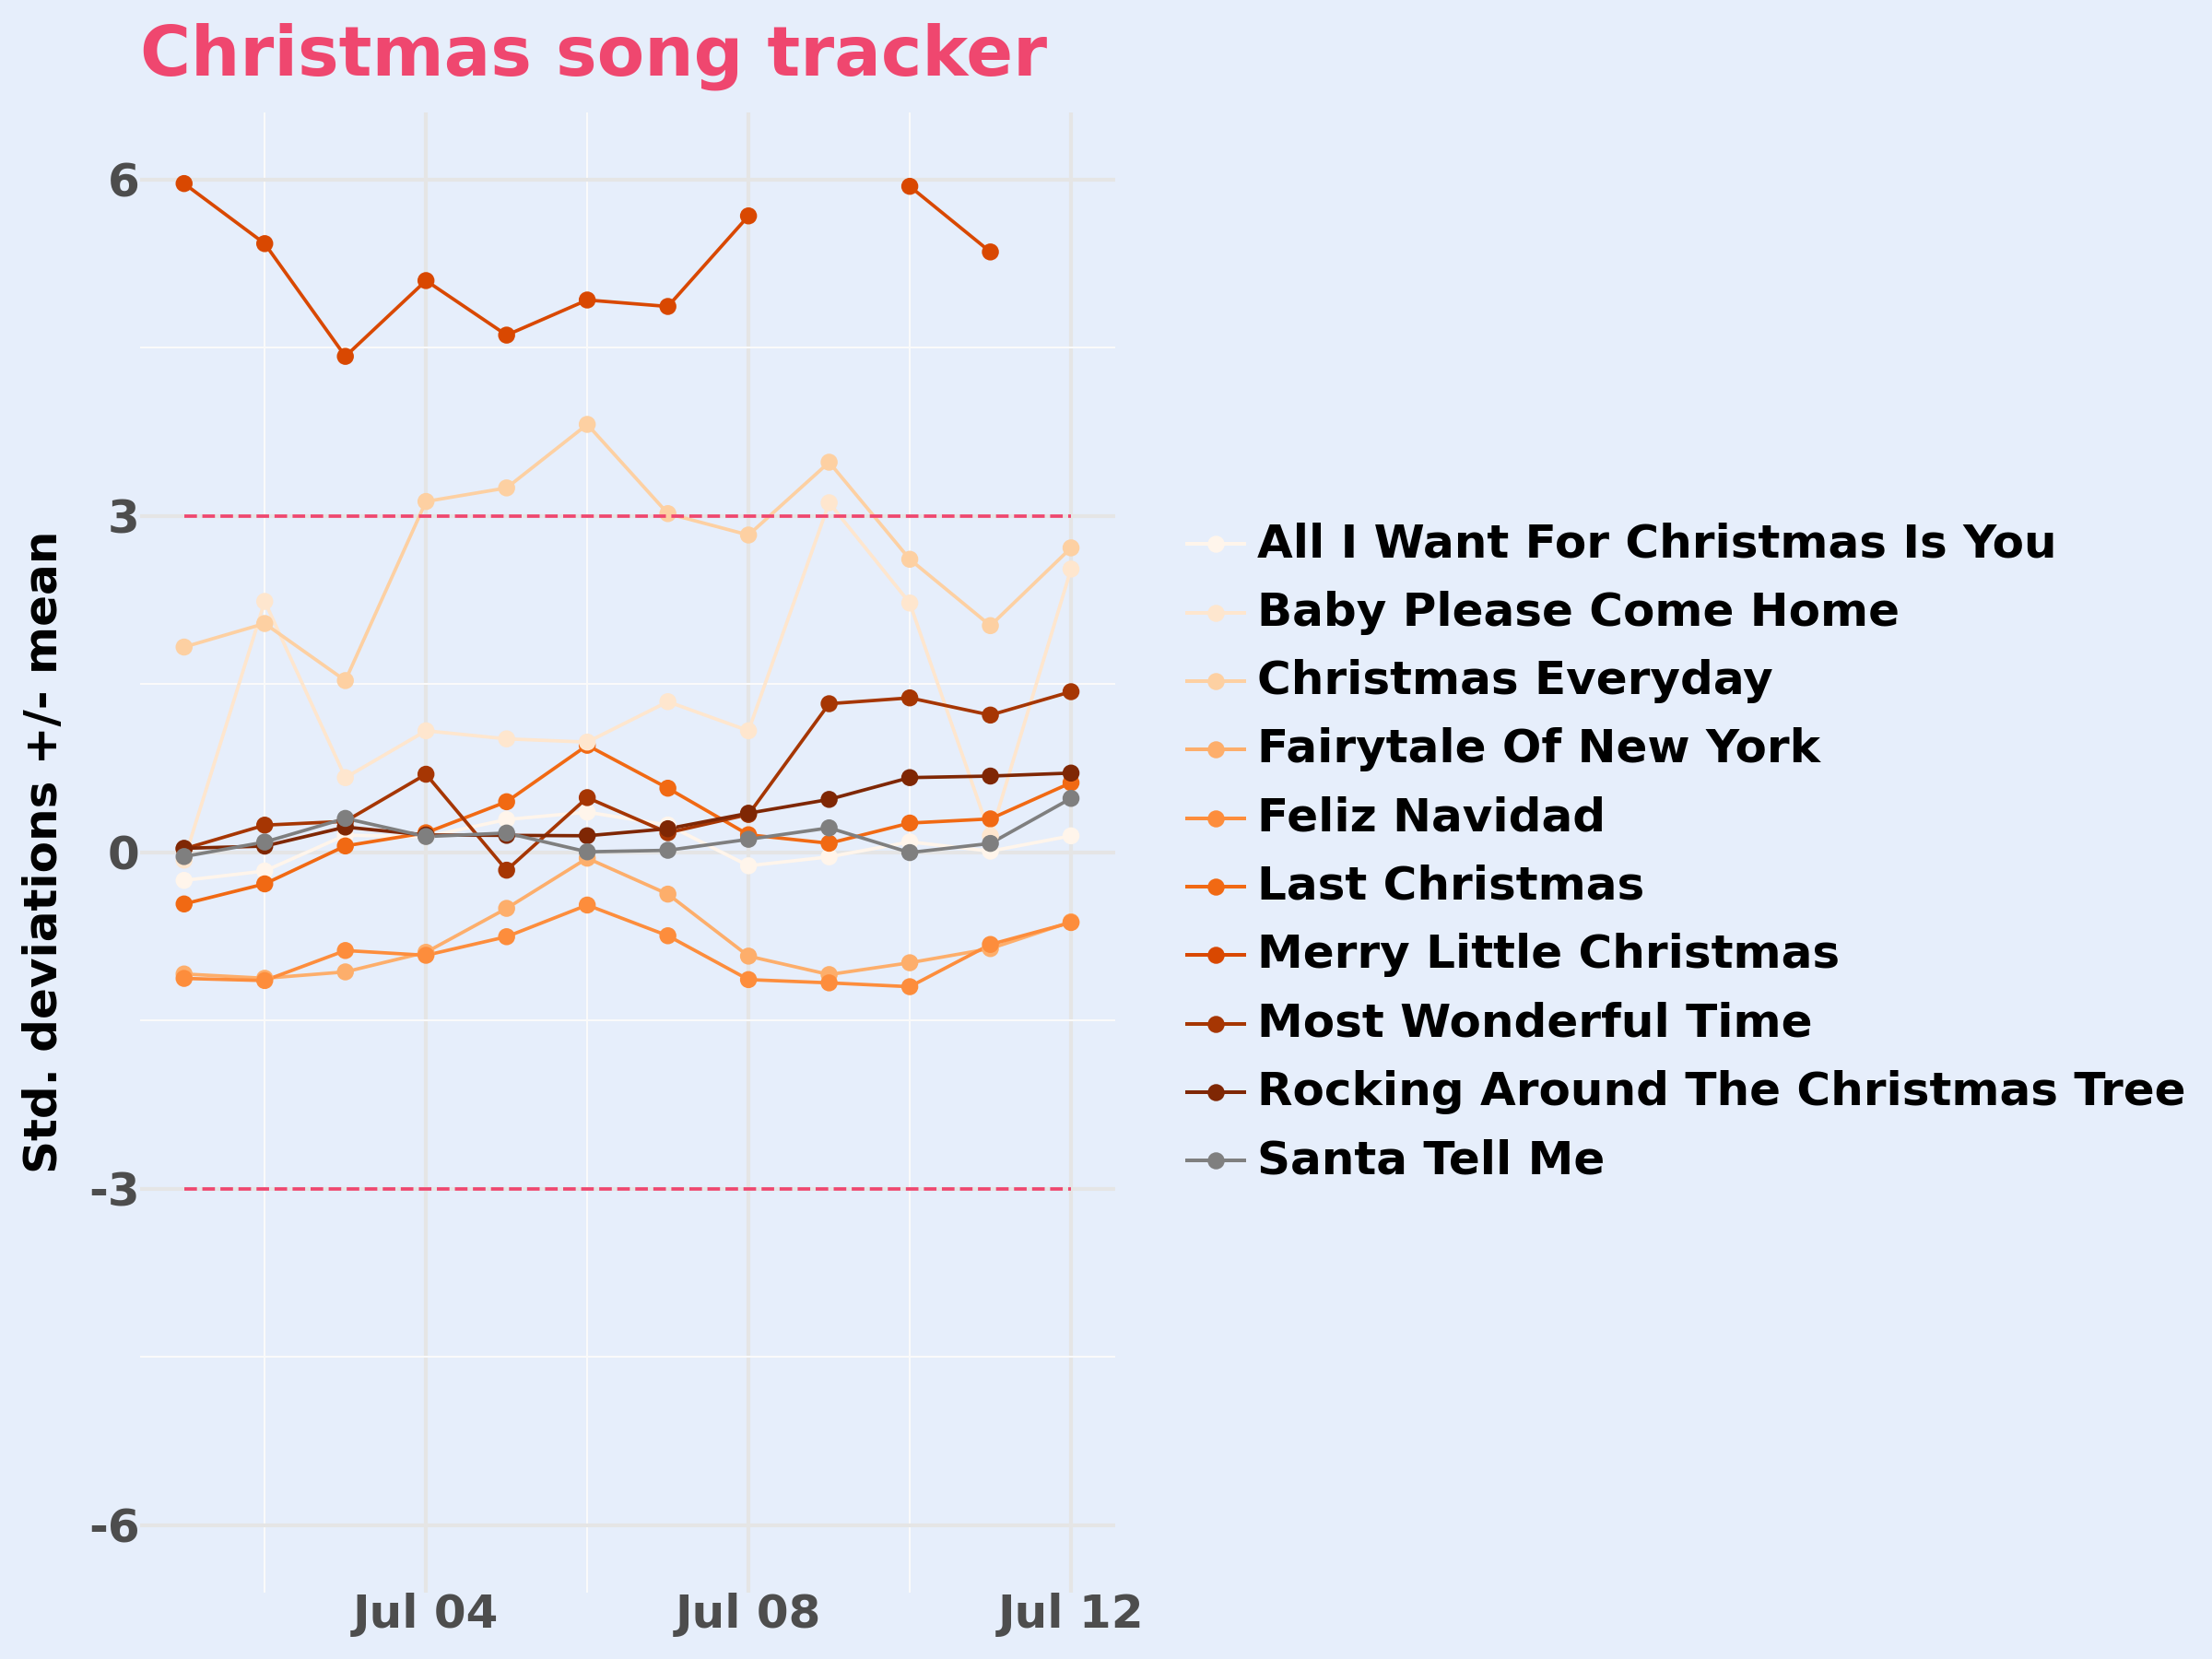 Christmas song tracker
Std. deviations +/- mean
6
3
0
-3
-6
Jul 04
Jul 08
Jul 12
All I Want For Christmas Is You
Baby Please Come Home
Christmas Everyday
Fairytale Of New York
Feliz Navidad
Last Christmas
Merry Little Christmas
Most Wonderful Time
Rocking Around The Christmas Tree
Santa Tell Me